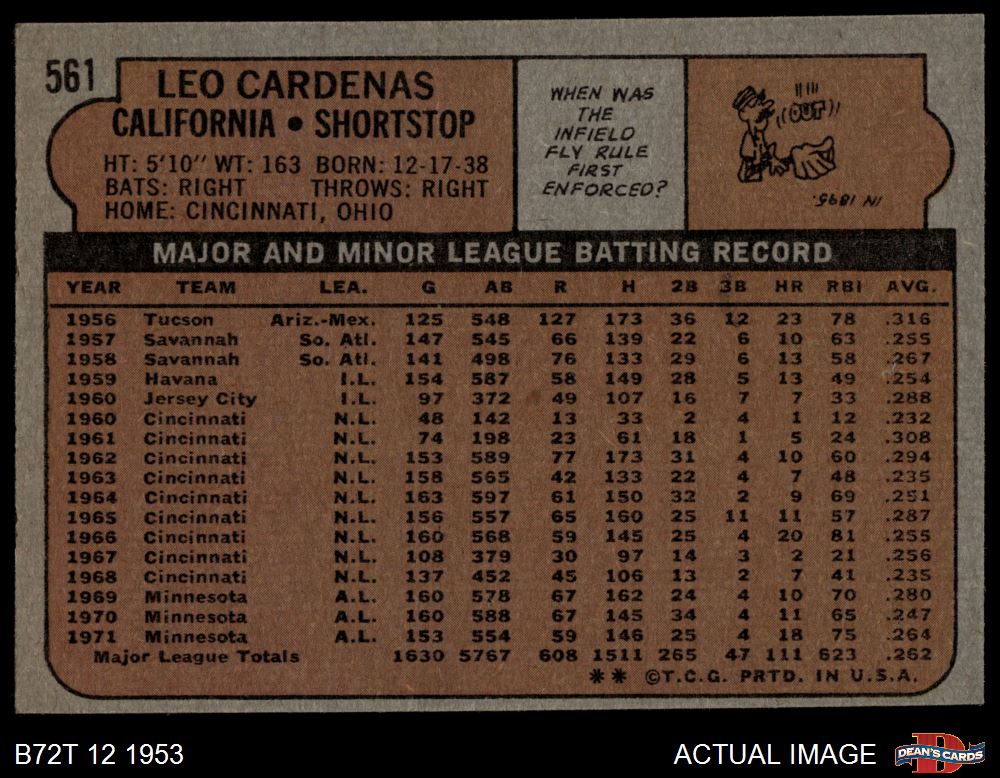 561
LEO CARDENAS
CALIFORNIA • SHORTSTOP
HT: 5'10" WT: 163 BORN: 12-17-38
BATS: RIGHT THROWS: RIGHT
HOME: CINCINNATI, OHIO
WHEN WAS
THE
INFIELD
FLY RULE
FIRST
ENFORCED?
OUT
IN 1895.
MAJOR AND MINOR LEAGUE BATTING RECORD
YEAR TEAM LEA. G AB R H 2B 3B HR RBI AVG.
1956 Tucson Ariz.-Mex. 125 548 127 173 36 12 23 78 .316
1957 Savannah So. Atl. 147 545 66 139 22 6 10 63 .255
1958 Savannah So. Atl. 141 498 76 133 29 6 13 58 .267
1959 Havana I.L. 154 587 58 149 28 5 13 49 .254
1960 Jersey City I.L. 97 372 49 107 16 7 7 33 .288
1960 Cincinnati N.L. 48 142 13 33 2 4 1 12 .232
1961 Cincinnati N.L. 74 198 23 61 18 1 5 24 .308
1962 Cincinnati N.L. 153 589 77 173 31 4 10 60 .294
1963 Cincinnati N.L. 158 565 42 133 22 4 7 48 .235
1964 Cincinnati N.L. 163 597 61 150 32 2 9 69 .251
1965 Cincinnati N.L. 156 557 65 160 25 11 11 57 .287
1966 Cincinnati N.L. 160 568 59 145 25 4 20 81 .255
1967 Cincinnati N.L. 108 379 30 97 14 3 2 21 .256
1968 Cincinnati N.L. 137 452 45 106 13 2 7 41 .235
1969 Minnesota A.L. 160 578 67 162 24 4 10 70 .280
1970 Minnesota A.L. 160 588 67 145 34 4 11 65 .247
1971 Minnesota A.L. 153 554 59 146 25 4 18 75 .264
Major League Totals 1630 5767 608 1511 265 47 111 623 .262
** ©T.C.G. PRTD. IN U.S.A.
B72T 12 1953
ACTUAL IMAGE
DEAN'S CARDS